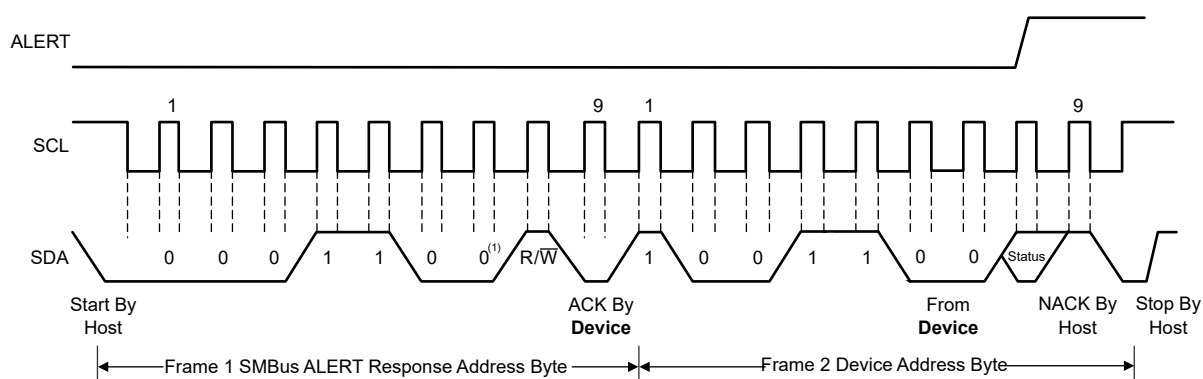 ALERT
1 9 1 9
SCL
SDA 0 0 0 1 1 0 0(1) R/W̅ 1 0 0 1 1 0 0 Status
Start By
Host
ACK By
Device
From
Device
NACK By
Host
Stop By
Host
Frame 1 SMBus ALERT Response Address Byte
Frame 2 Device Address Byte